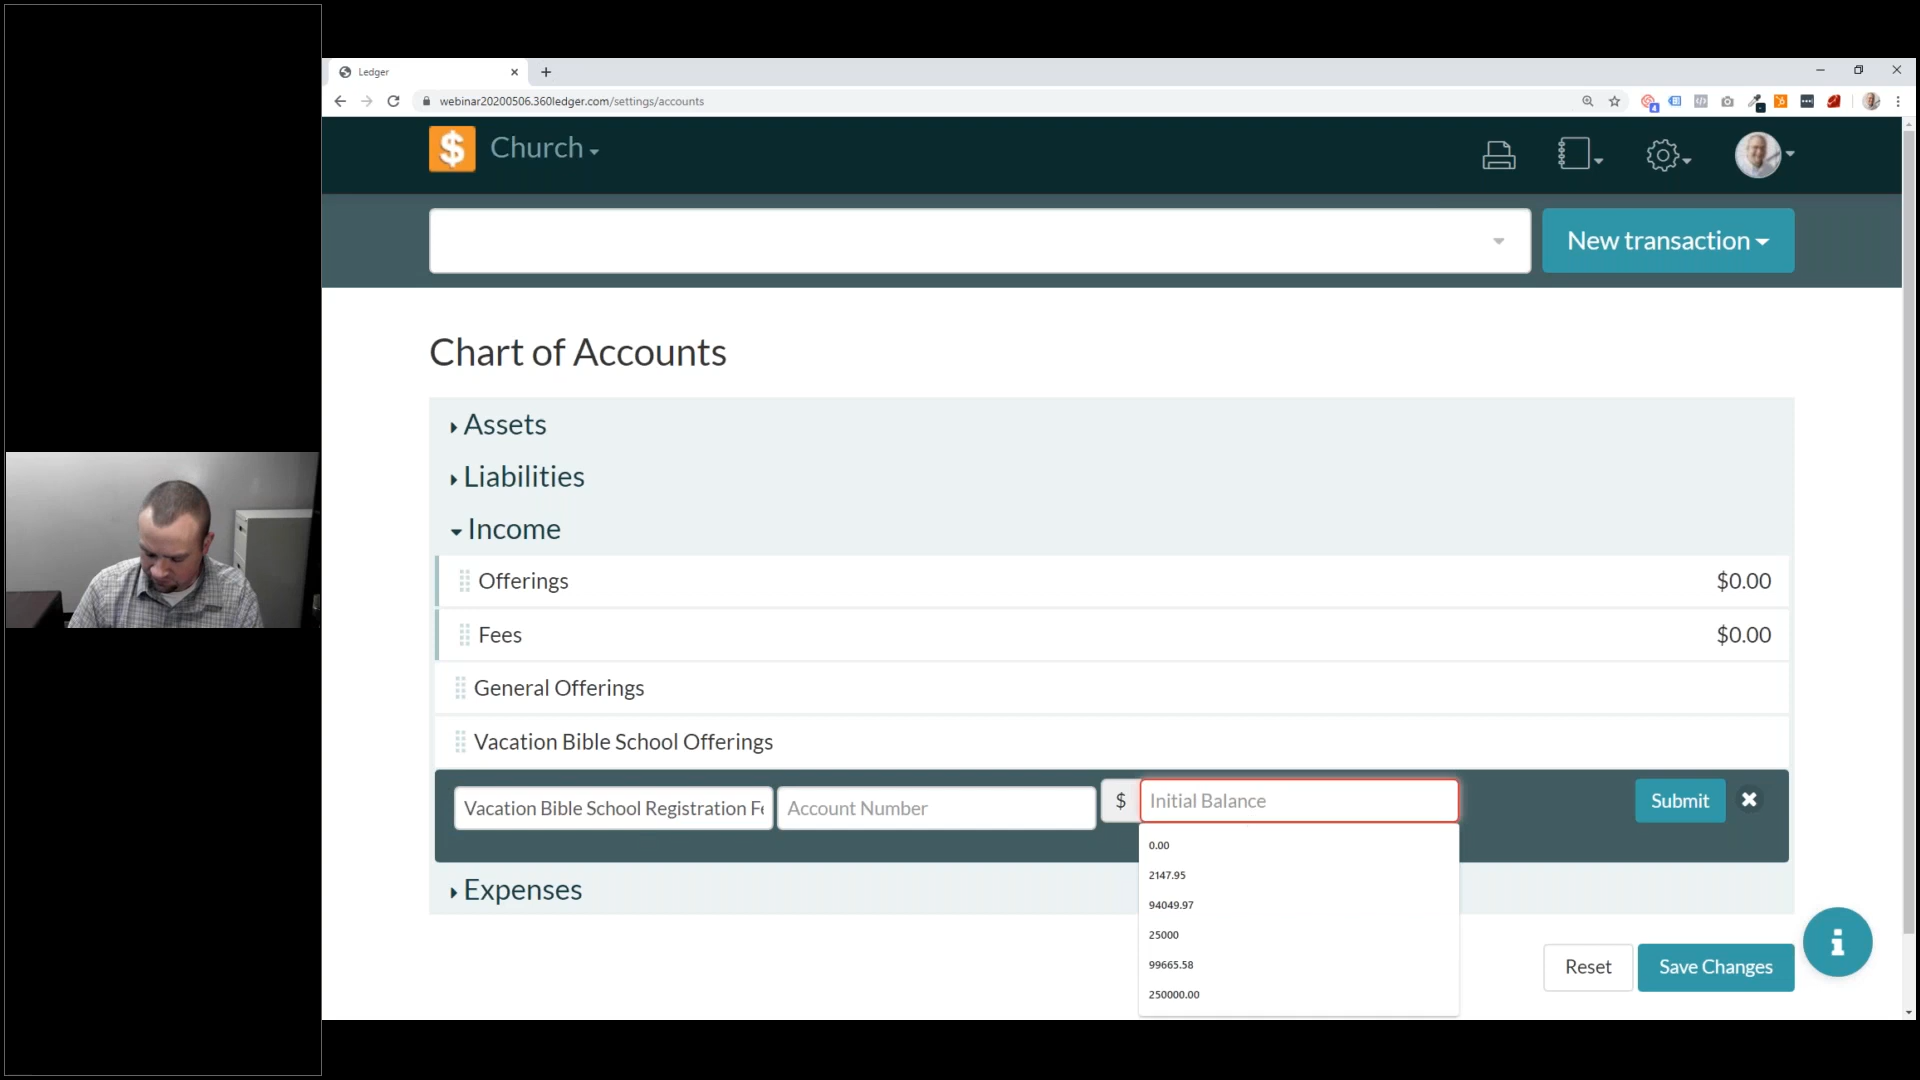 Ledger
webinar20200506.360ledger.com/settings/accounts
Church
New transaction
Chart of Accounts
Assets
Liabilities
Income
Offerings $0.00
Fees $0.00
General Offerings
Vacation Bible School Offerings
Vacation Bible School Registration Fe Account Number $ Initial Balance Submit
0.00
2147.95
94049.97
25000
99665.58
250000.00
Expenses
Reset Save Changes